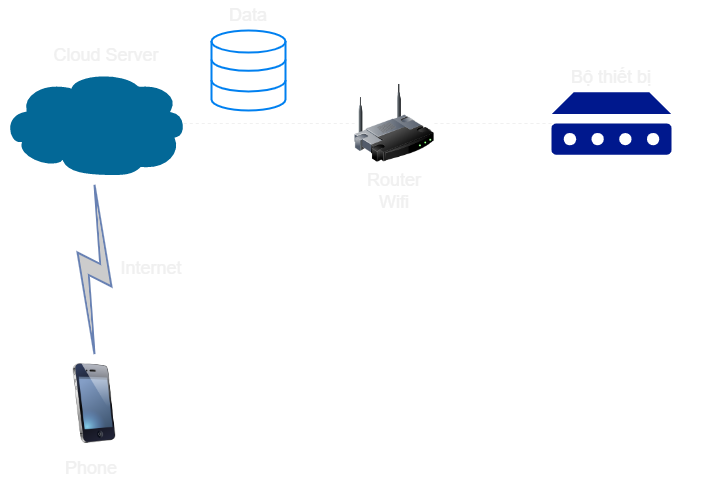 Data
Cloud Server
Bộ thiết bị
Router
Wifi
Internet
Phone